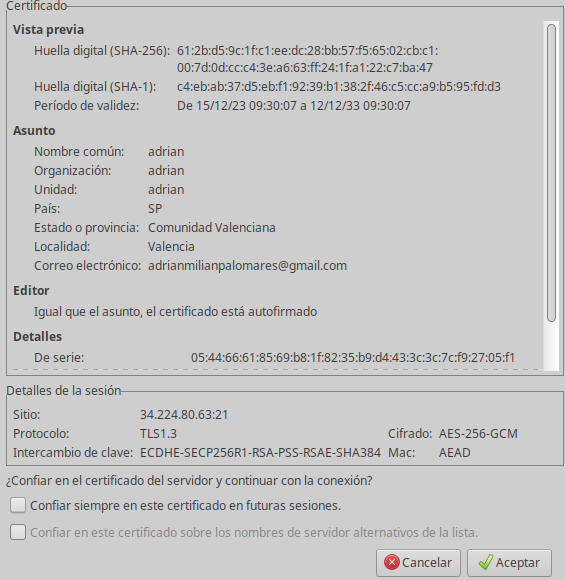 Certificado
Vista previa
Huella digital (SHA-256): 61:2b:d5:9c:1f:c1:ee:dc:28:bb:57:f5:65:02:cb:c1:
00:7d:0d:cc:c4:3e:a6:63:ff:24:1f:a1:22:c7:ba:47
Huella digital (SHA-1): c4:eb:ab:37:d5:eb:f1:92:39:b1:38:2f:46:c5:cc:a9:b5:95:fd:d3
Período de validez: De 15/12/23 09:30:07 a 12/12/33 09:30:07
Asunto
Nombre común: adrian
Organización: adrian
Unidad: adrian
País: SP
Estado o provincia: Comunidad Valenciana
Localidad: Valencia
Correo electrónico: adrianmilianpalomares@gmail.com
Editor
Igual que el asunto, el certificado está autofirmado
Detalles
De serie: 05:44:66:61:85:69:b8:1f:82:35:b9:d4:43:3c:3c:7c:f9:27:05:f1
Detalles de la sesión
Sitio: 34.224.80.63:21
Protocolo: TLS1.3 Cifrado: AES-256-GCM
Intercambio de clave: ECDHE-SECP256R1-RSA-PSS-RSAE-SHA384 Mac: AEAD
¿Confiar en el certificado del servidor y continuar con la conexión?
Confiar siempre en este certificado en futuras sesiones.
Confiar en este certificado sobre los nombres de servidor alternativos de la lista.
Cancelar Aceptar